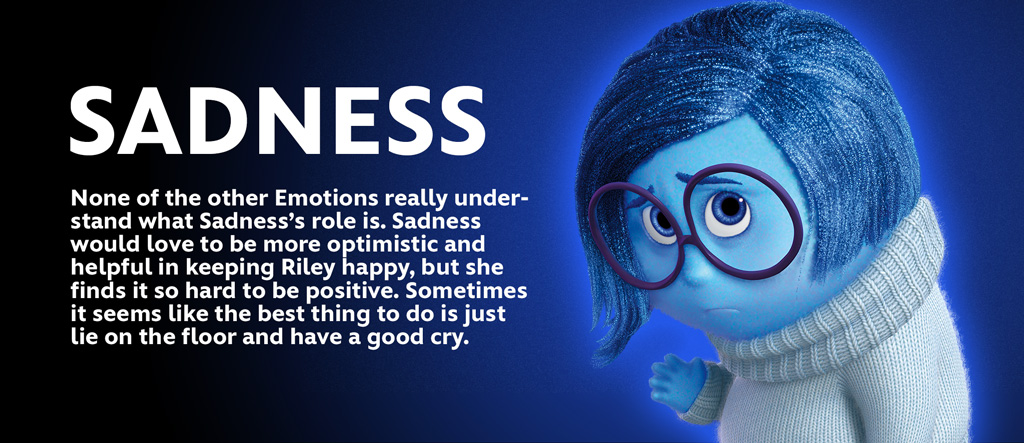 SADNESS
None of the other Emotions really under-
stand what Sadness’s role is. Sadness
would love to be more optimistic and
helpful in keeping Riley happy, but she
finds it so hard to be positive. Sometimes
it seems like the best thing to do is just
lie on the floor and have a good cry.